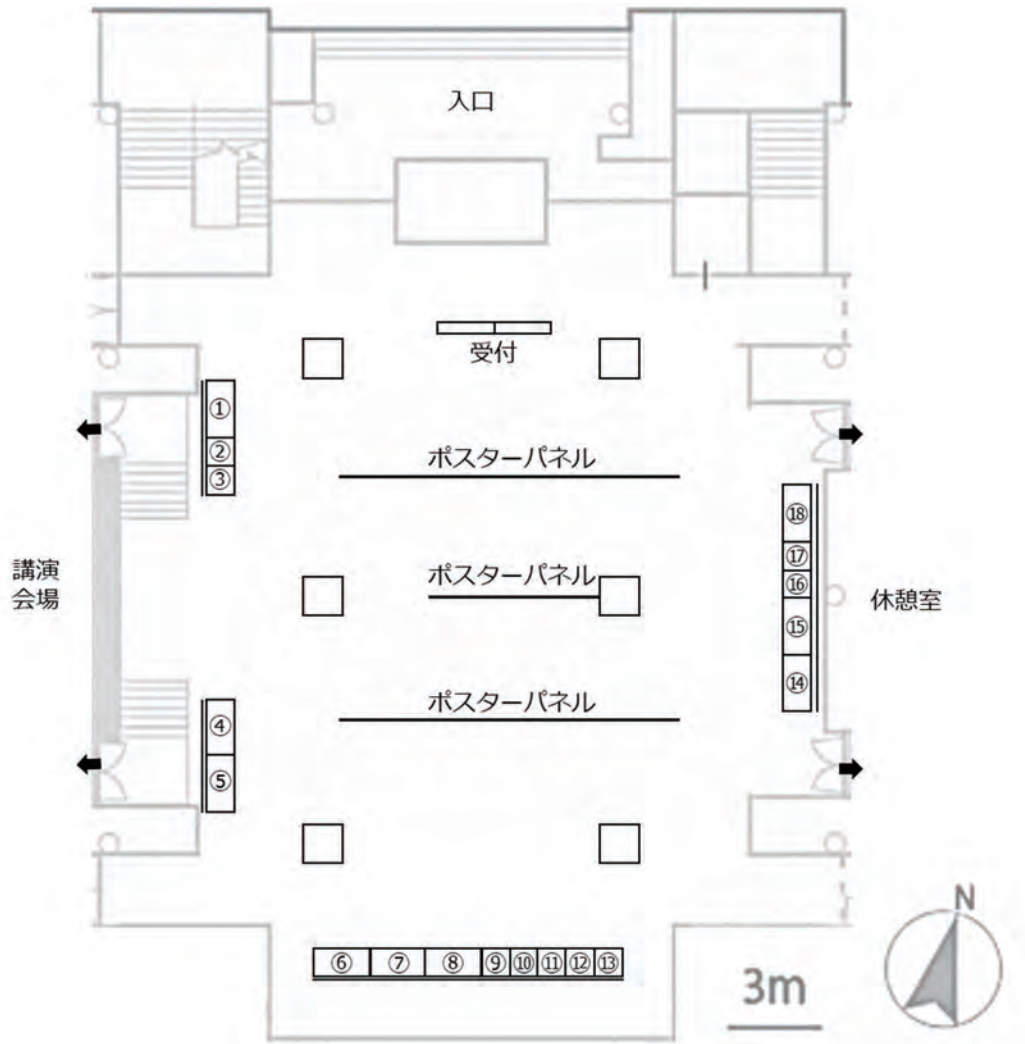 入口
受付
①
②
③
ポスターパネル
⑱
⑰
⑯
⑮
⑭
講演
会場
ポスターパネル
休憩室
ポスターパネル
④
⑤
⑥ ⑦ ⑧ ⑨ ⑩ ⑪ ⑫ ⑬
N
3m